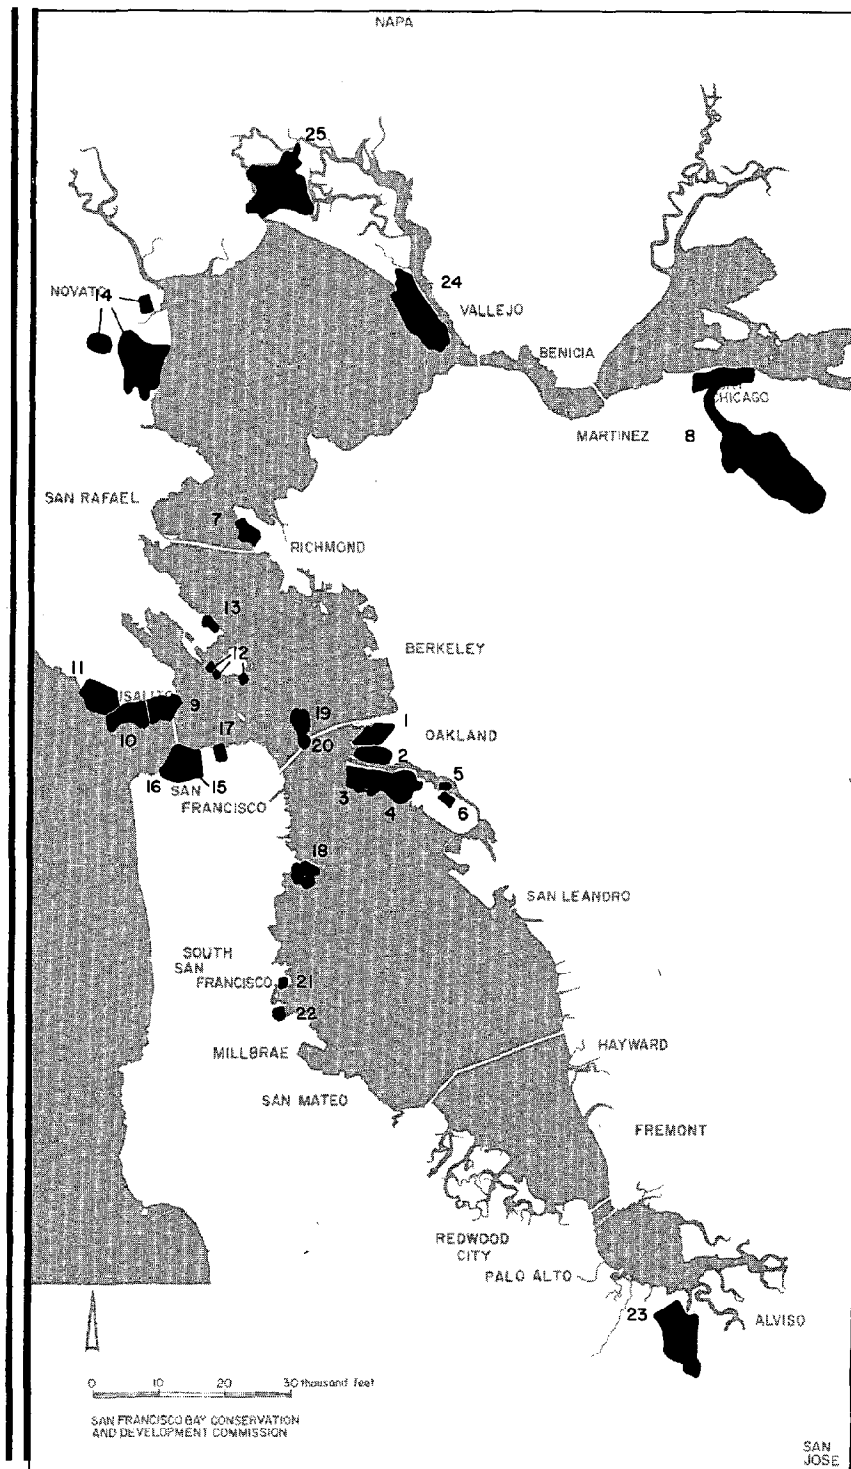 NAPA
25
24
NOVATO
14
VALLEJO
BENICIA
CHICAGO
MARTINEZ
8
SAN RAFAEL
7
RICHMOND
13
12
BERKELEY
11
9
10
19
1
17
OAKLAND
20
2
16
15
SAN
FRANCISCO
5
3
4
6
18
SAN LEANDRO
SOUTH
SAN
FRANCISCO
21
22
MILLBRAE
HAYWARD
SAN MATEO
FREMONT
REDWOOD
CITY
PALO ALTO
23
ALVISO
0 10 20 30 thousand feet
SAN FRANCISCO BAY CONSERVATION
AND DEVELOPMENT COMMISSION
SAN
JOSE